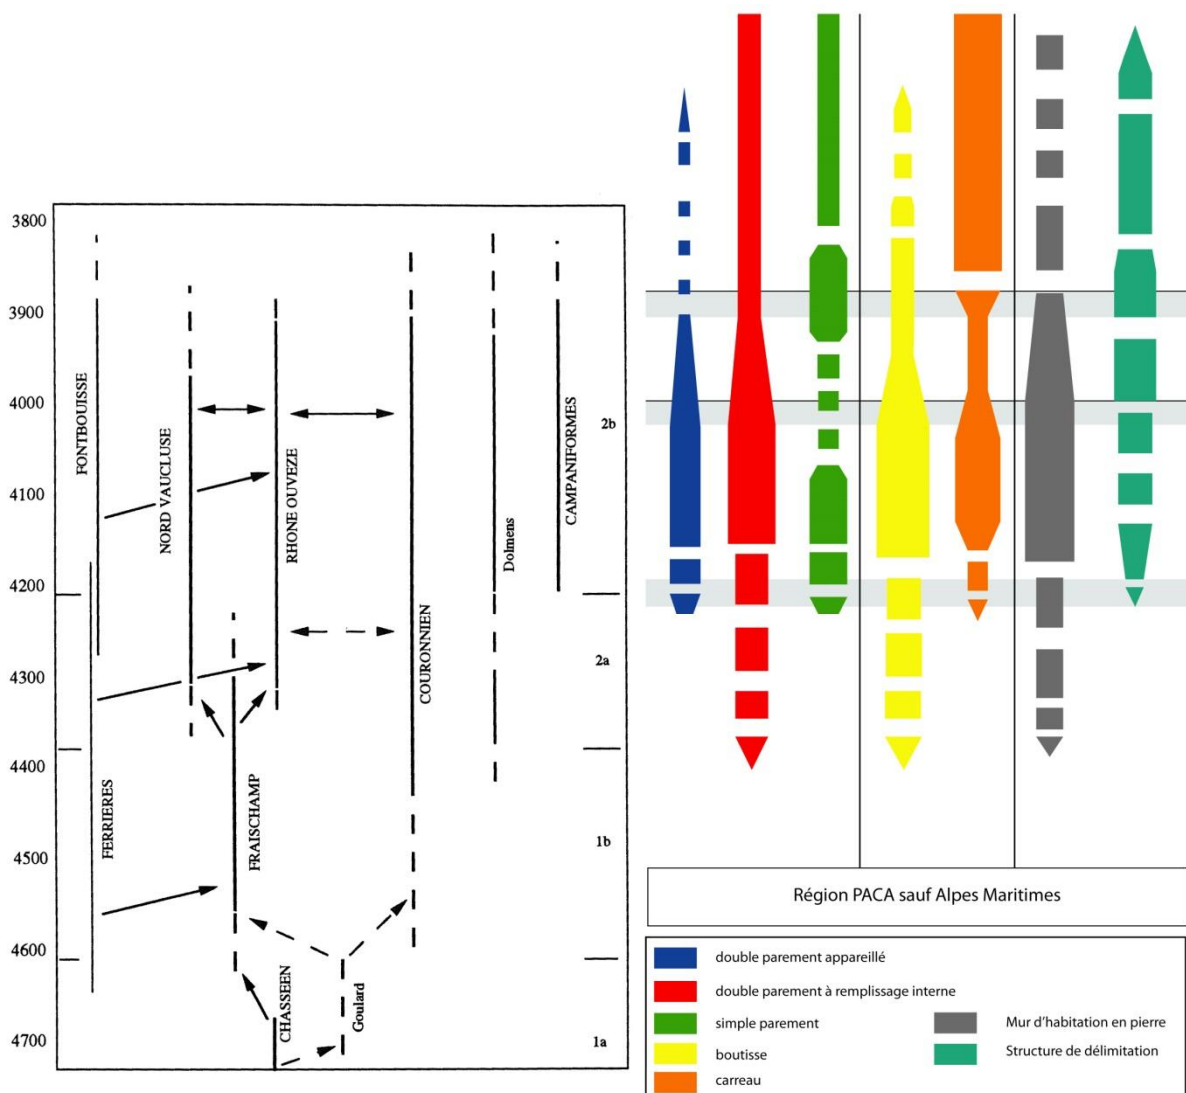 3800
3900
4000
4100
4200
4300
4400
4500
4600
4700
FONTBOUISSE
FERRIERES
NORD VAUCLUSE
FRAISCHAMP
RHONE OUVEZE
CHASSEEN
Goulard
COURONNIEN
Dolmens
CAMPANIFORMES
2b
2a
1b
1a
Région PACA sauf Alpes Maritimes
double parement appareillé
double parement à remplissage interne
simple parement
boutisse
carreau
Mur d'habitation en pierre
Structure de délimitation